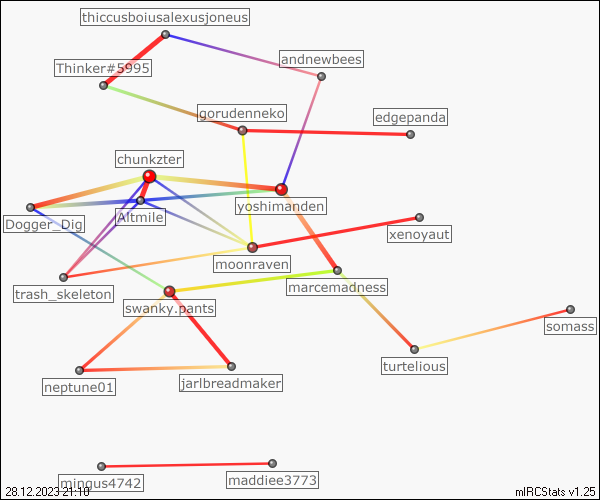 thiccusboiusalexusjoneus
andnewbees
Thinker#5995
gorudenneko
edgepanda
chunkzter
yoshimanden
Dogger_Dig
Altmile
xenoyaut
moonraven
marcemadness
trash_skeleton
swanky.pants
somass
turtelious
neptune01
jarlbreadmaker
mingus4742
maddiee3773
28.12.2023 21:10
mIRCStats v1.25